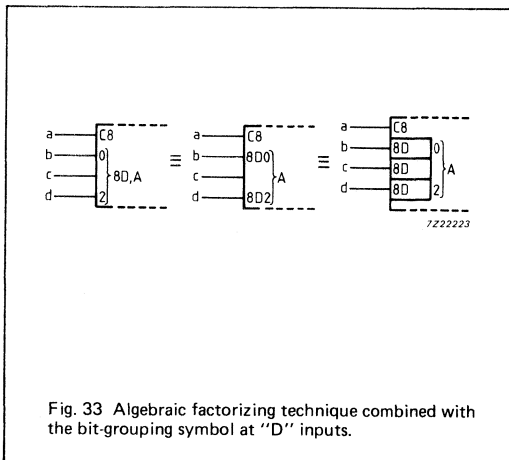 a C8 a C8 a C8
b 0 b 8D0 b 8D 0
c 8D,A ≡ c A ≡ c 8D A
d 2 d 8D2 d 8D 2
7Z22223
Fig. 33 Algebraic factorizing technique combined with
the bit-grouping symbol at "D" inputs.